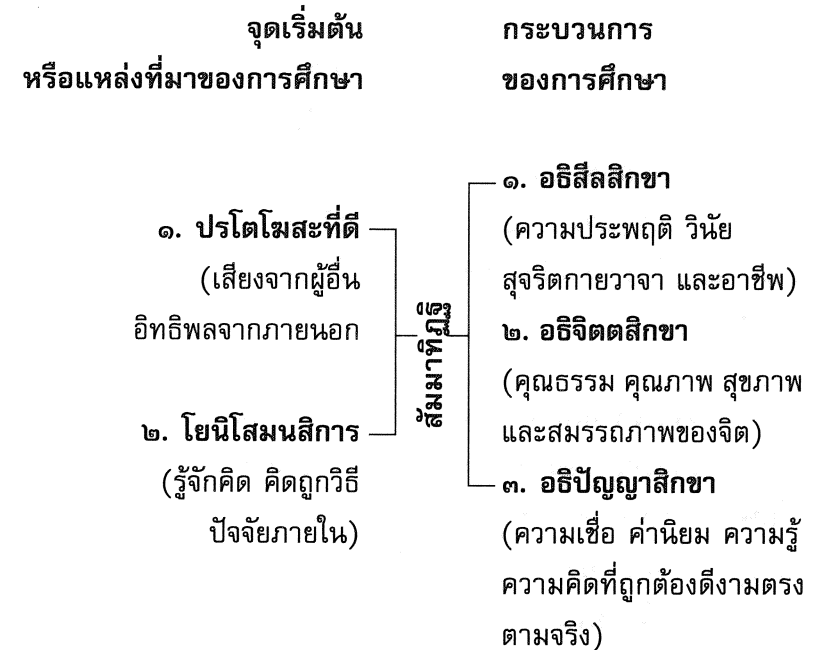 จุดเริ่มต้น
หรือแหล่งที่มาของการศึกษา
๑. ปรโตโฆสะที่ดี
(เสียงจากผู้อื่น
อิทธิพลจากภายนอก
๒. โยนิโสมนสิการ
(รู้จักคิด คิดถูกวิธี
ปัจจัยภายใน)
สัมมาทิฏฐิ
กระบวนการ
ของการศึกษา
๑. อธิสีลสิกขา
(ความประพฤติ วินัย
สุจริตกายวาจา และอาชีพ)
๒. อธิจิตตสิกขา
(คุณธรรม คุณภาพ สุขภาพ
และสมรรถภาพของจิต)
๓. อธิปัญญาสิกขา
(ความเชื่อ ค่านิยม ความรู้
ความคิดที่ถูกต้องดีงามตรง
ตามจริง)